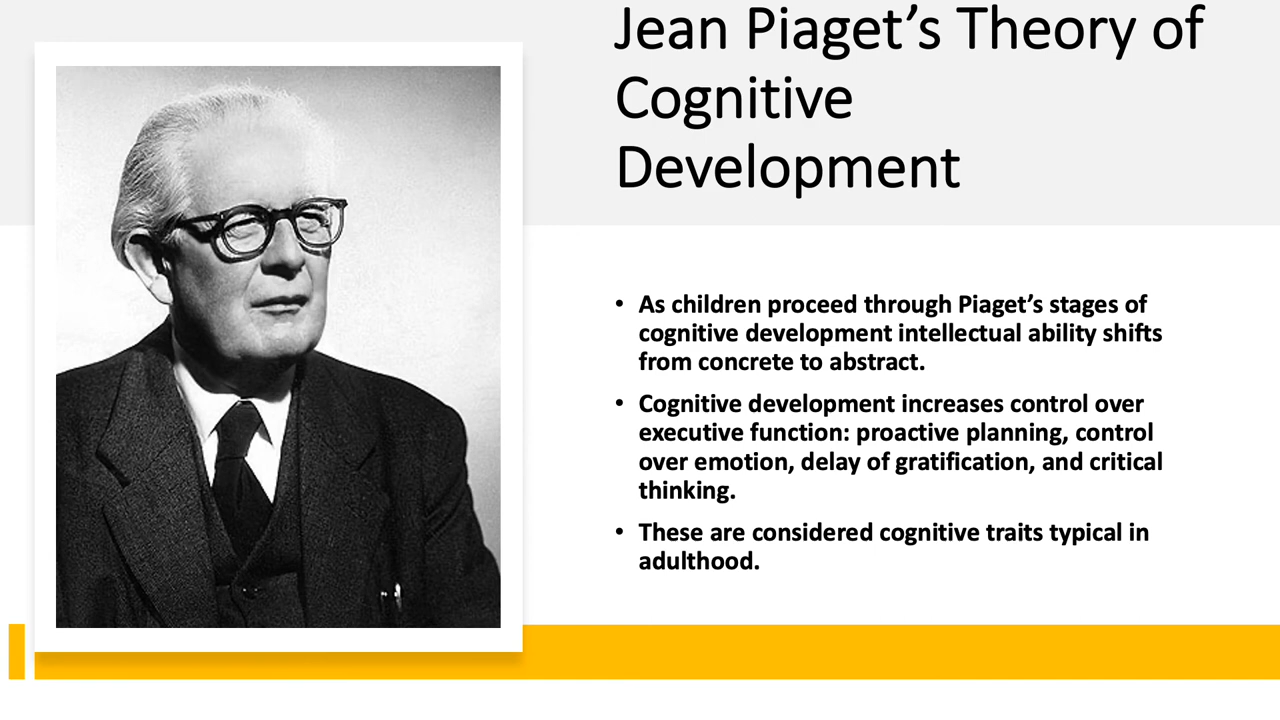 Jean Piaget’s Theory of
Cognitive
Development
• As children proceed through Piaget’s stages of
cognitive development intellectual ability shifts
from concrete to abstract.
• Cognitive development increases control over
executive function: proactive planning, control
over emotion, delay of gratification, and critical
thinking.
• These are considered cognitive traits typical in
adulthood.